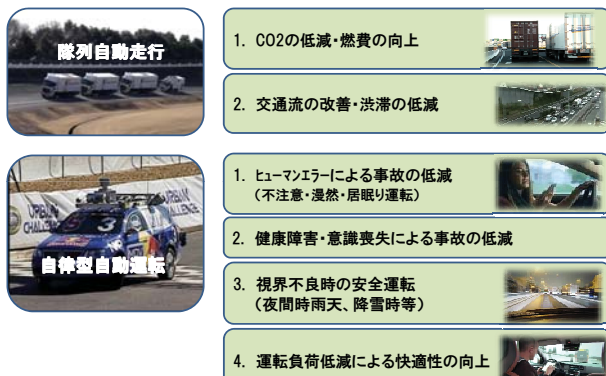 隊列自動走行
1. CO2の低減・燃費の向上
2. 交通流の改善・渋滞の低減
自律型自動運転
URBAN
CHALLENGE
3
1. ヒューマンエラーによる事故の低減
（不注意・漫然・居眠り運転）
2. 健康障害・意識喪失による事故の低減
3. 視界不良時の安全運転
（夜間時雨天、降雪時等）
4. 運転負荷低減による快適性の向上